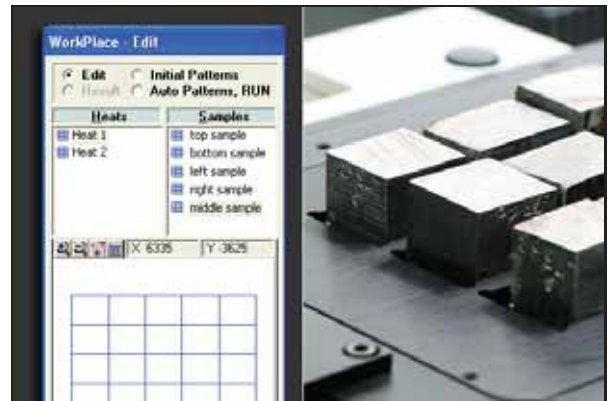 WorkPlace - Edit
Edit Initial Patterns
Result Auto Patterns, RUN
Heats Samples
Heat 1 top sample
Heat 2 bottom sample
left sample
right sample
middle sample
X 6335 Y -3625